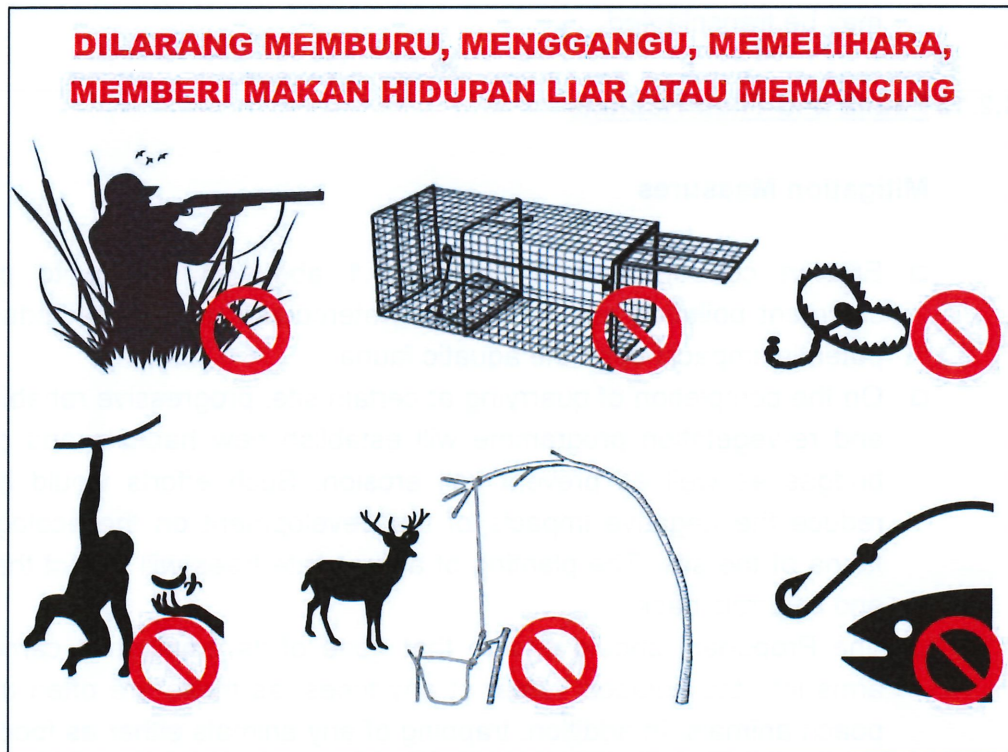 DILARANG MEMBURU, MENGGANGU, MEMELIHARA,
MEMBERI MAKAN HIDUPAN LIAR ATAU MEMANCING